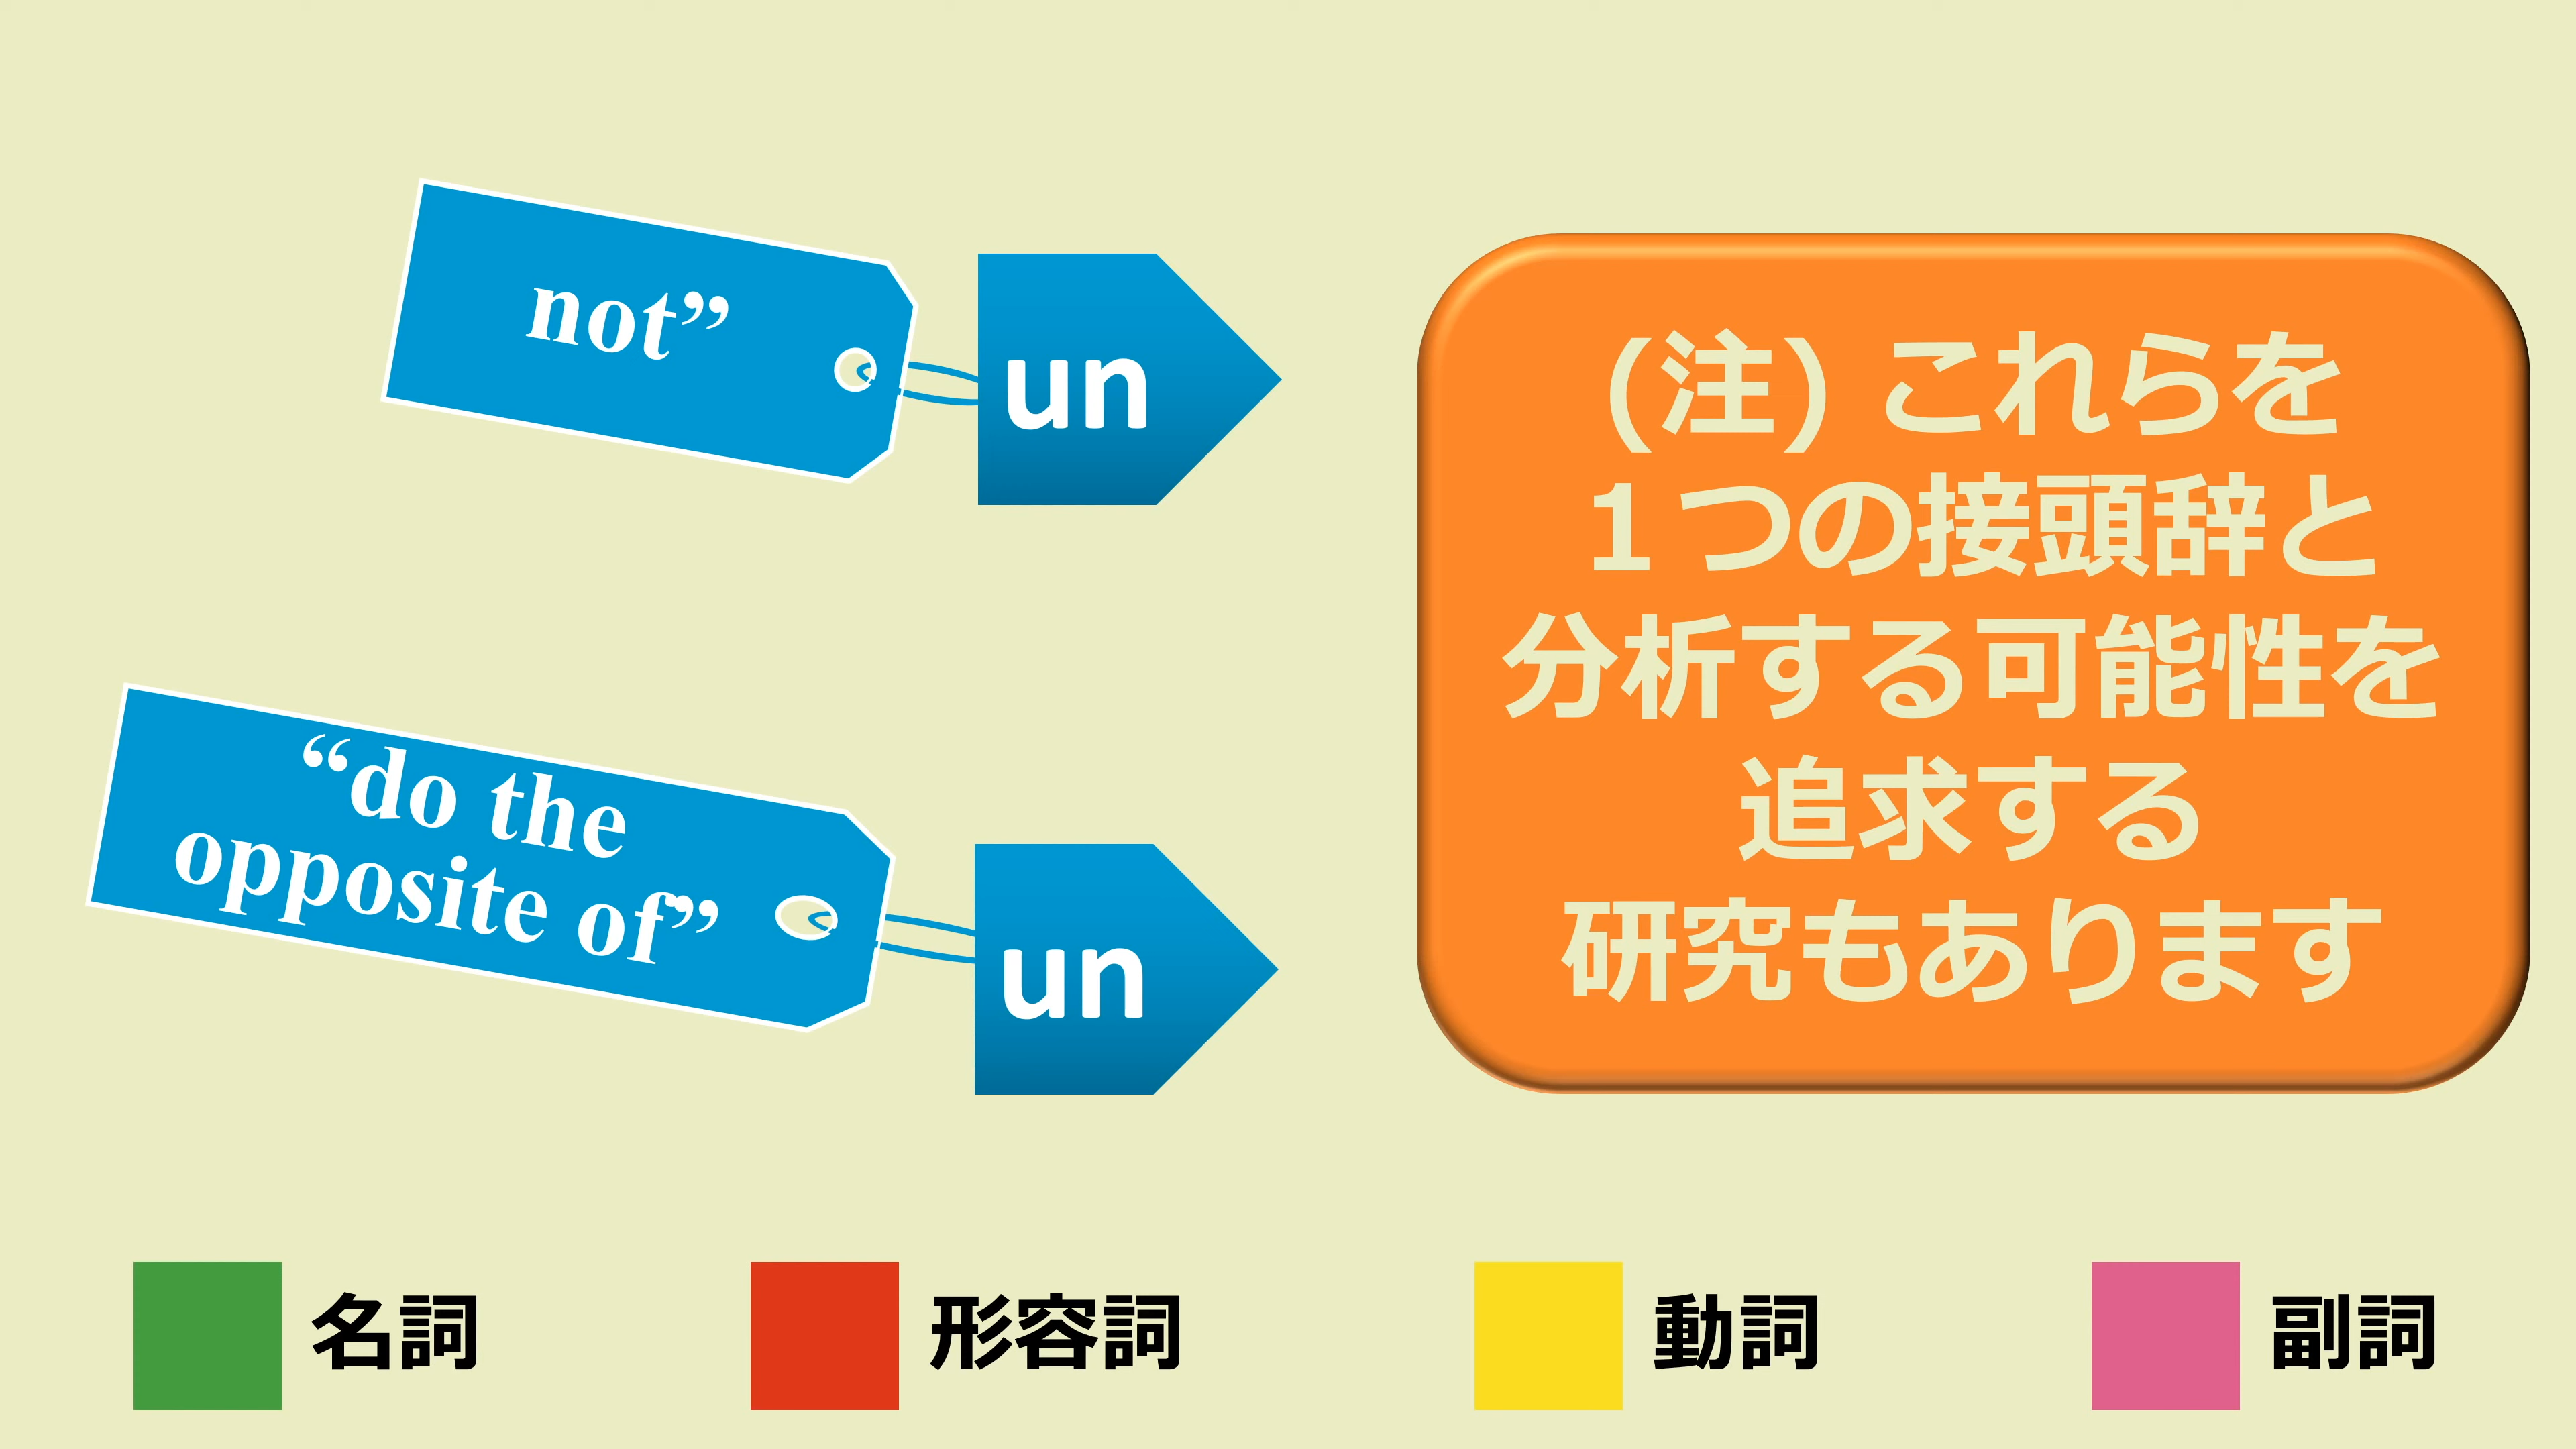 not”
un
“do the
opposite of”
un
(注) これらを
1つの接頭辞と
分析する可能性を
追求する
研究もあります
名詞
形容詞
動詞
副詞